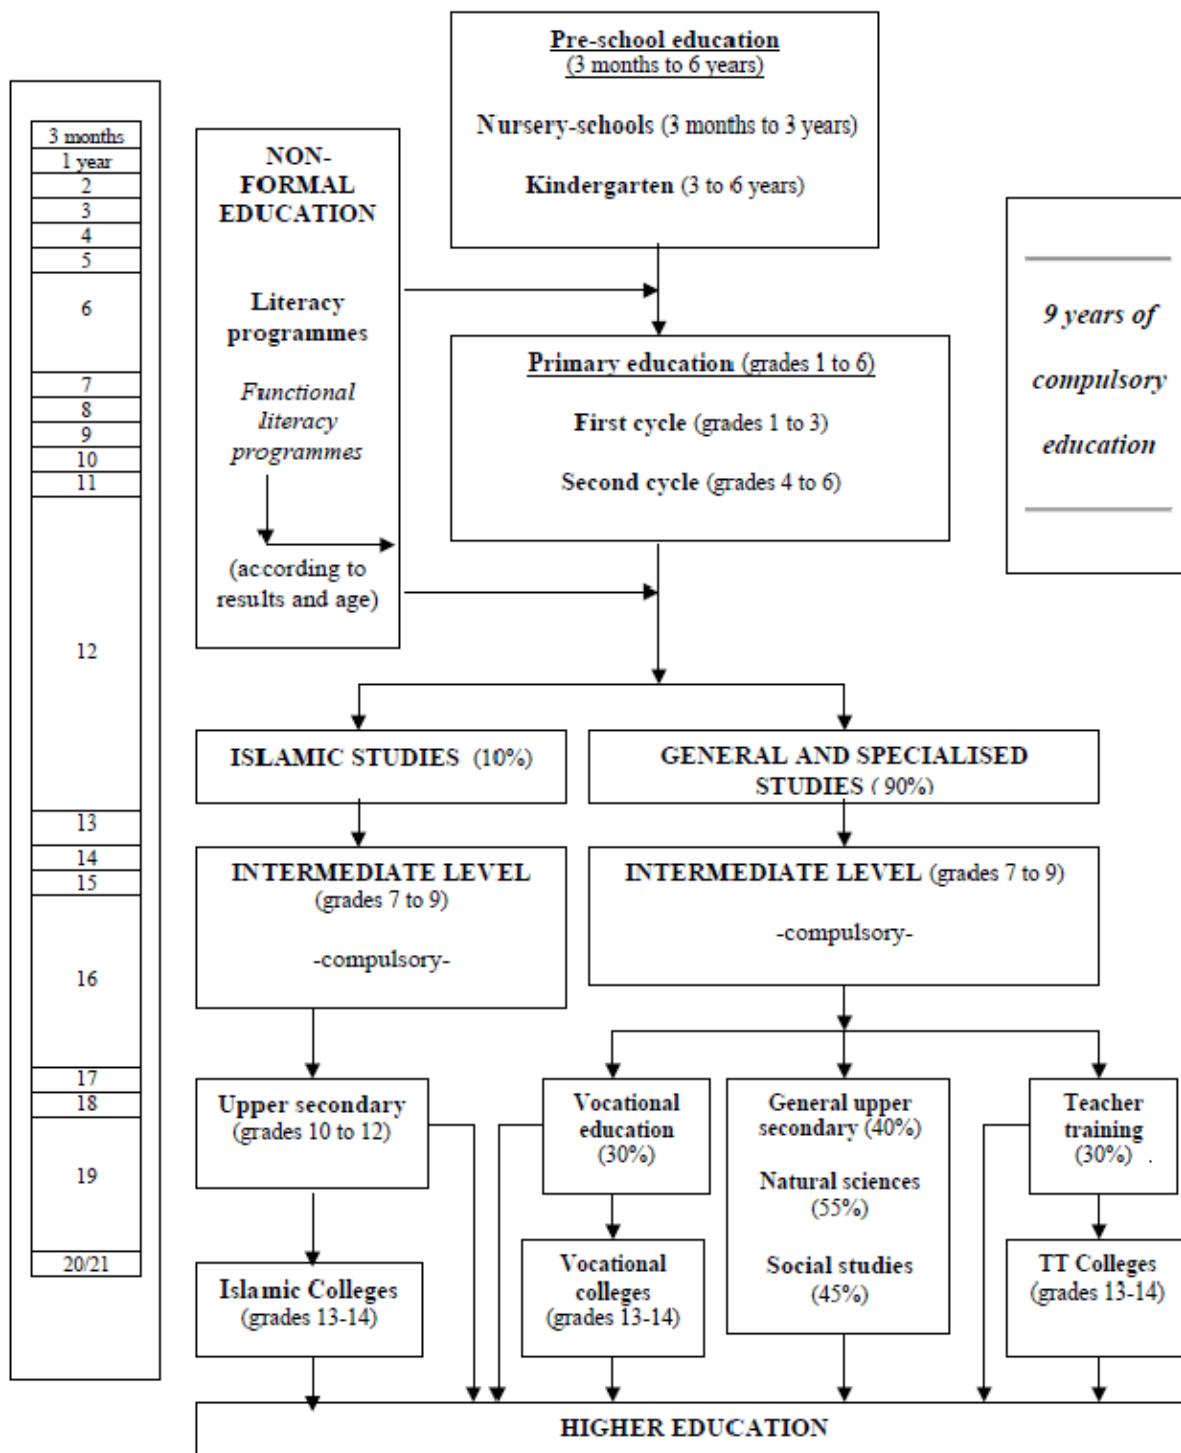 Pre-school education
(3 months to 6 years)
Nursery-schools (3 months to 3 years)
Kindergarten (3 to 6 years)
3 months
1 year
2
3
4
5
6
7
8
9
10
11
12
13
14
15
16
17
18
19
20/21
NON-
FORMAL
EDUCATION
Literacy
programmes
Functional
literacy
programmes
(according to
results and age)
9 years of
compulsory
education
Primary education (grades 1 to 6)
First cycle (grades 1 to 3)
Second cycle (grades 4 to 6)
ISLAMIC STUDIES (10%)
GENERAL AND SPECIALISED
STUDIES ( 90%)
INTERMEDIATE LEVEL
(grades 7 to 9)
-compulsory-
INTERMEDIATE LEVEL (grades 7 to 9)
-compulsory-
Upper secondary
(grades 10 to 12)
Vocational
education
(30%)
General upper
secondary (40%)
Natural sciences
(55%)
Social studies
(45%)
Teacher
training
(30%) .
Islamic Colleges
(grades 13-14)
Vocational
colleges
(grades 13-14)
TT Colleges
(grades 13-14)
HIGHER EDUCATION